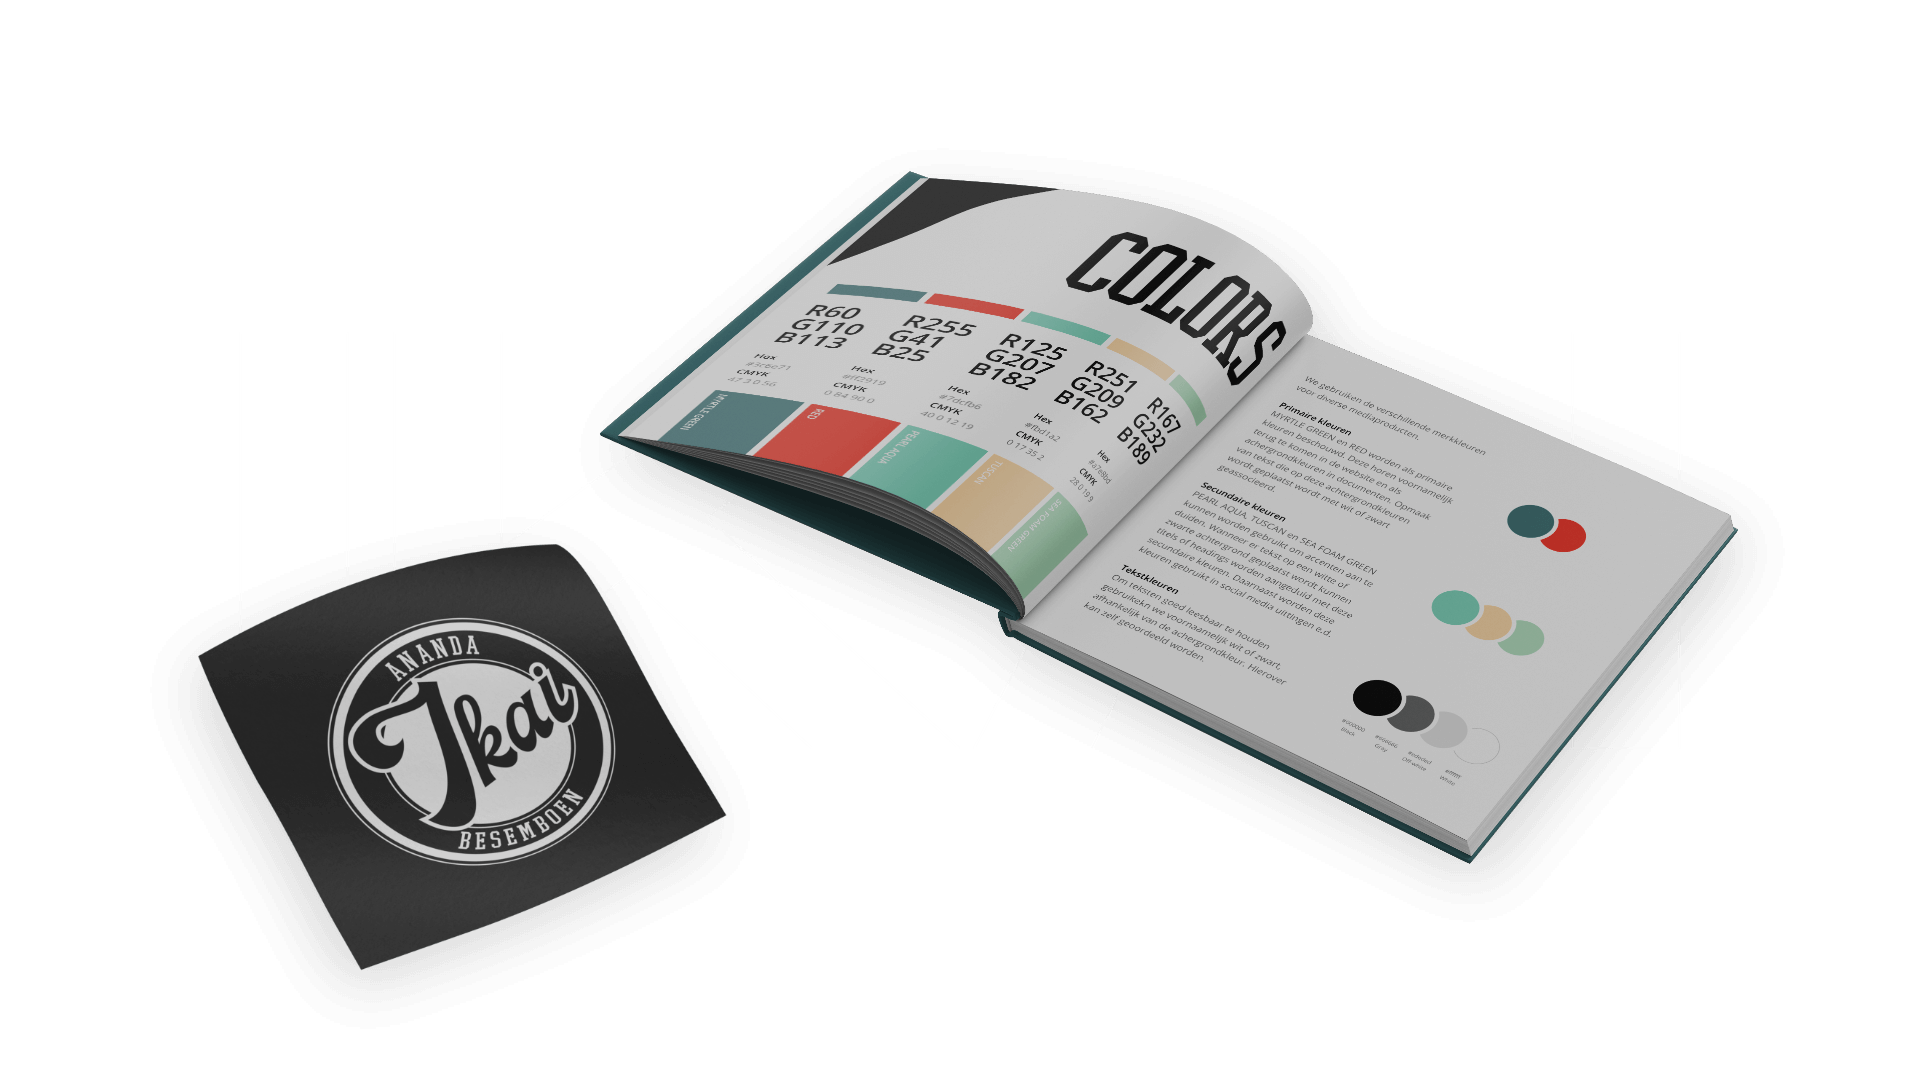 COLORS
R60
G110
B113
Hex
#3c6e71
CMYK
47 3 0 56
R255
G41
B25
Hex
#ff2919
CMYK
0 84 90 0
R125
G207
B182
Hex
#7dcfb6
CMYK
40 0 12 19
R251
G209
B162
Hex
#fbd1a2
CMYK
0 17 35 2
R167
G232
B189
Hex
#a7e8bd
CMYK
28 0 19 9
MYRTLE GREEN
RED
PEARL AQUA
TUSCAN
SEA FOAM GREEN
We gebruiken de verschillende merkkleuren
voor diverse mediaproducten.
Primaire kleuren
MYRTLE GREEN en RED worden als primaire
kleuren beschouwd. Deze horen voornamelijk
terug te komen in de website en als
achtergrondkleuren in documenten. Opmaak
van tekst die op deze achtergrondkleuren
wordt geplaatst wordt met wit of zwart
geassocieerd.
Secundaire kleuren
PEARL AQUA, TUSCAN en SEA FOAM GREEN
kunnen worden gebruikt om accenten aan te
duiden. Wanneer er tekst op een witte of
zwarte achtergrond geplaatst wordt kunnen
titels of headings worden aangeduid met deze
secundaire kleuren. Daarnaast worden deze
kleuren gebruikt in social media uitingen e.d.
Tekstkleuren
Om teksten goed leesbaar te houden
gebruikekn we voornaamelijk wit of zwart,
afhankelijk van de achergrondkleur. Hierover
kan zelf geoordeeld worden.
#000000
Black
Gray
Off white
#ffffff
White
ANANDA
Ikai
BESEMBOEN